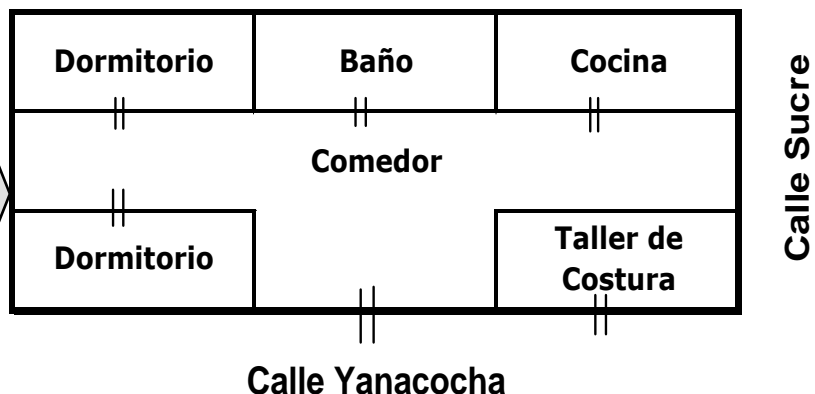 Dormitorio
Baño
Cocina
Comedor
Dormitorio
Taller de
Costura
Calle Yanacocha
Calle Sucre